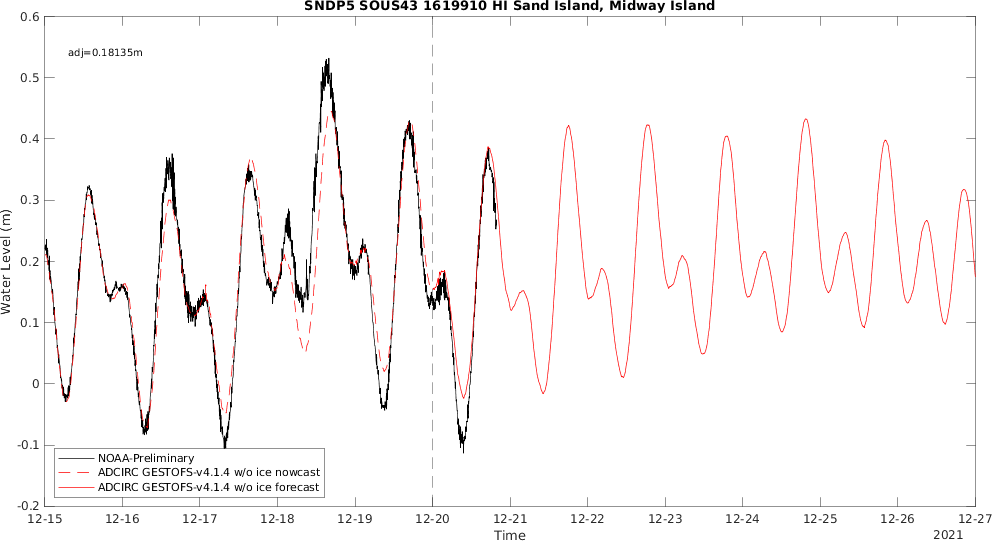 SNDP5 SOUS43 1619910 HI Sand Island, Midway Island
0.6
adj=0.18135m
0.5
0.4
0.3
0.2
0.1
0
-0.1
-0.2
Water Level (m)
NOAA-Preliminary
ADCIRC GESTOFS-v4.1.4 w/o ice nowcast
ADCIRC GESTOFS-v4.1.4 w/o ice forecast
12-15 12-16 12-17 12-18 12-19 12-20 12-21 12-22 12-23 12-24 12-25 12-26 12-27
Time
2021